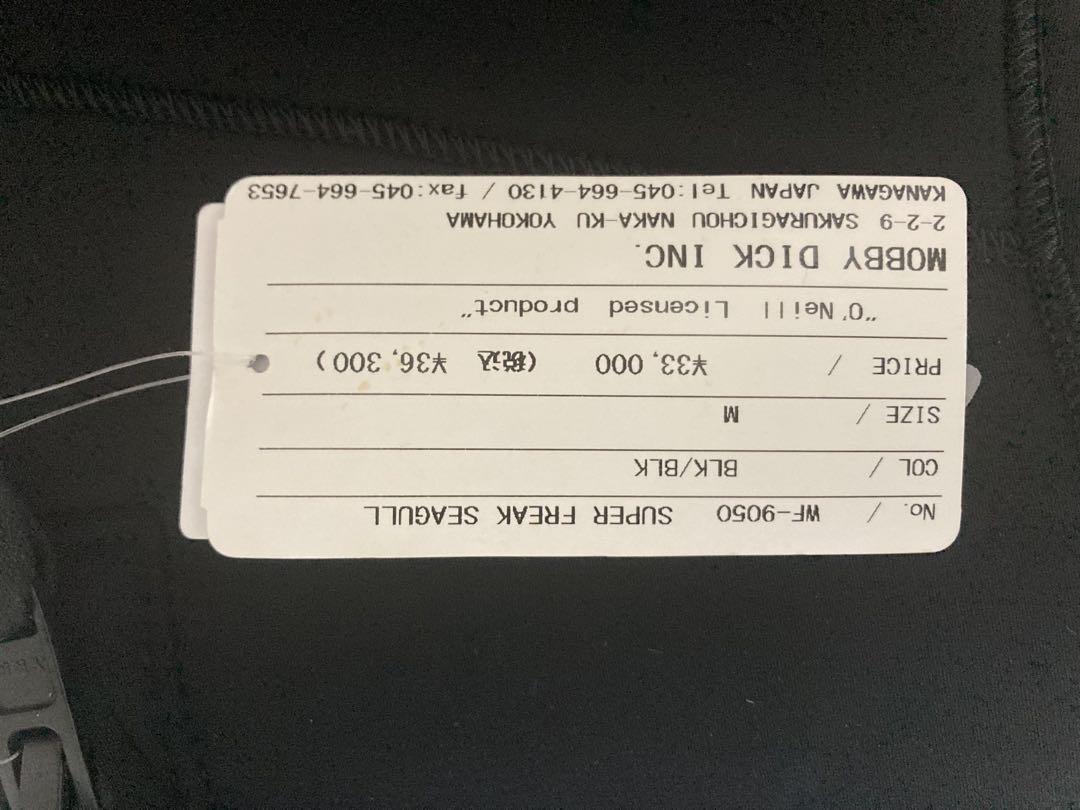 No. / WF-9050 SUPER FREAK SEAGULL
COL / BLK/BLK
SIZE / M
PRICE / ¥33,000 (税込 ¥36,300)
"O'Neill Licensed product"
MOBBY DICK INC.
2-2-9 SAKURAGICHOU NAKA-KU YOKOHAMA
KANAGAWA JAPAN Tel:045-664-4130 / fax:045-664-7653